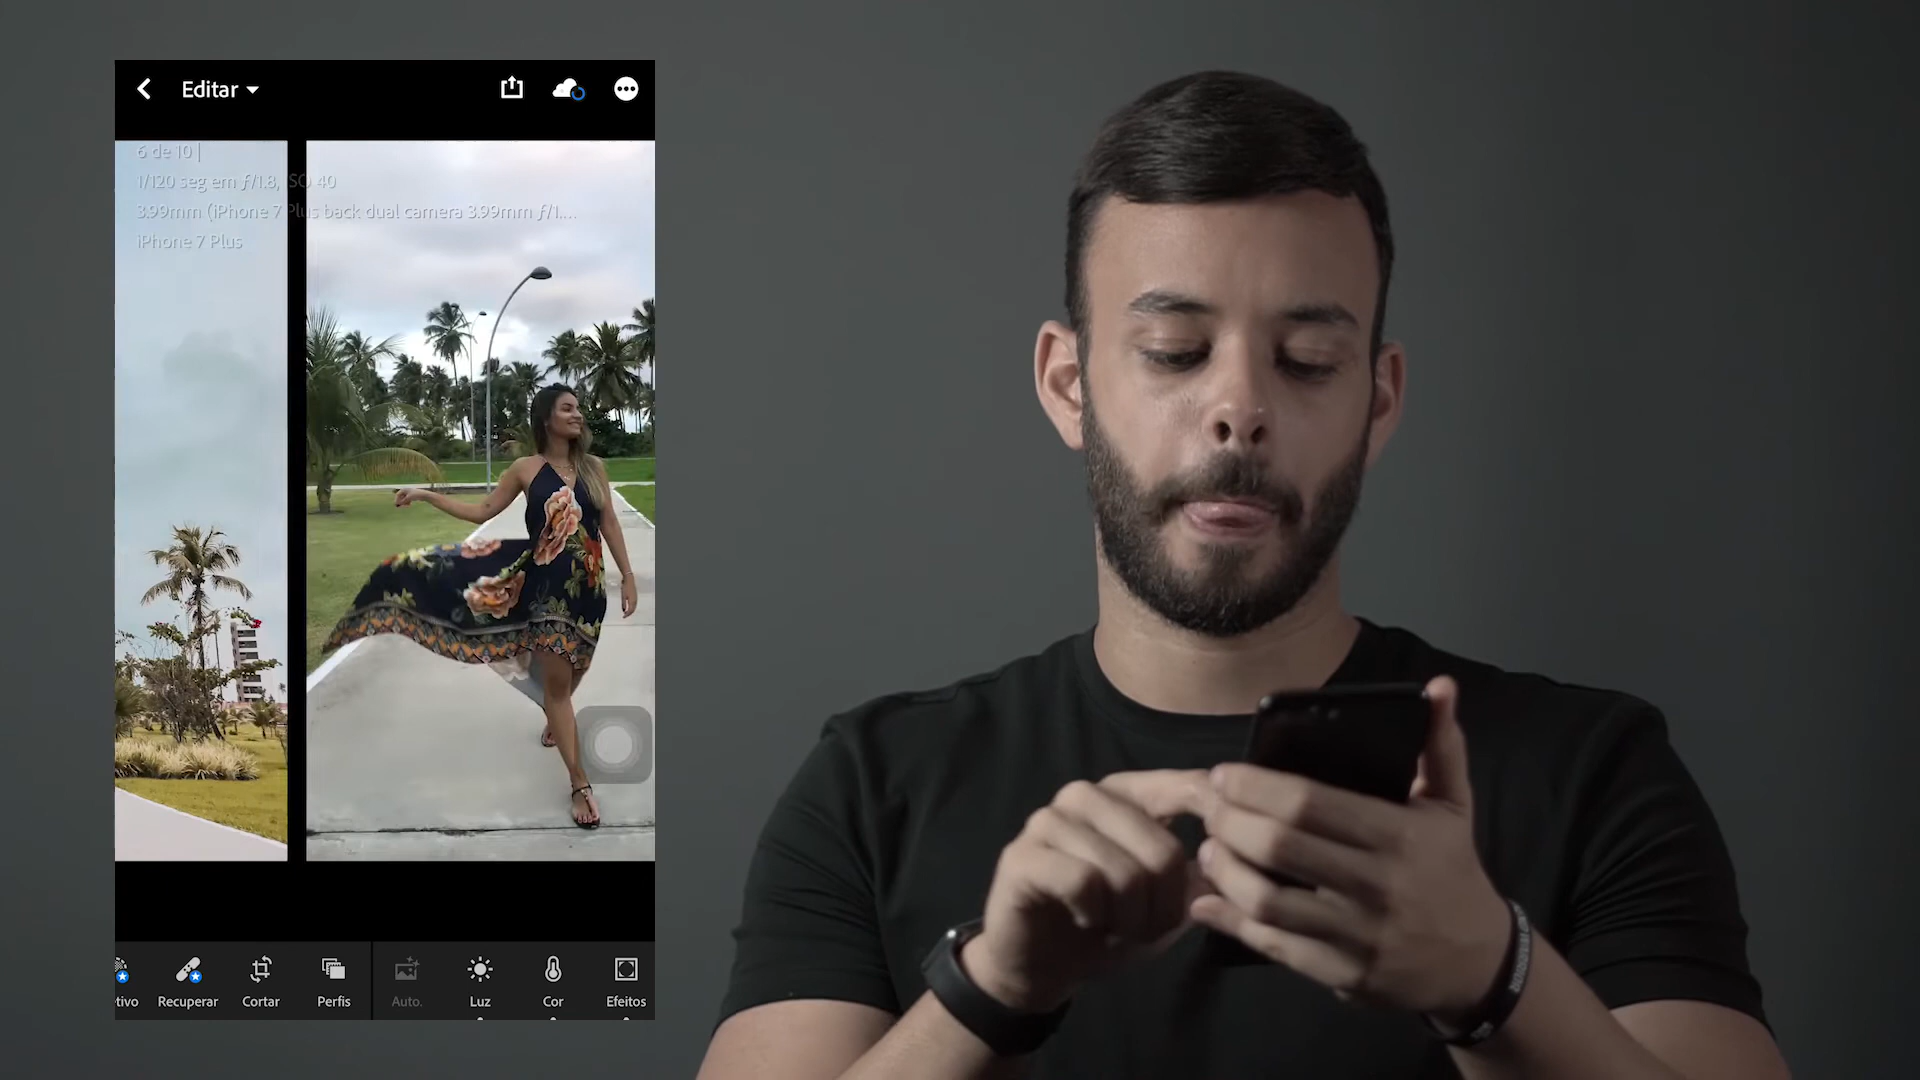 Editar
6 de 10 |
1/120 seg em ƒ/1.8, ISO 40
3.99mm (iPhone 7 Plus back dual camera 3.99mm ƒ/1....
iPhone 7 Plus
tivo
Recuperar
Cortar
Perfis
Auto.
Luz
Cor
Efeitos